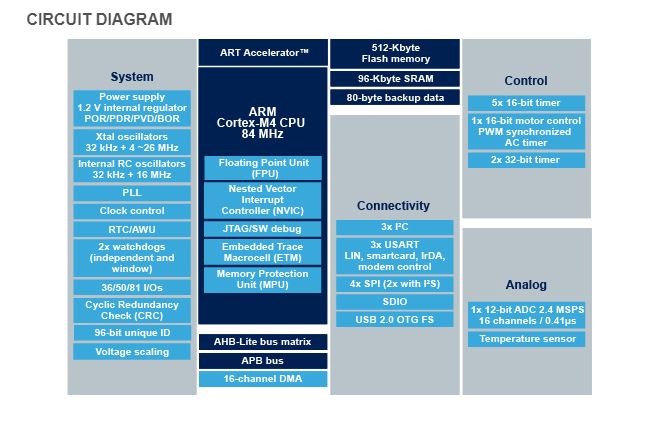 CIRCUIT DIAGRAM
System
Power supply
1.2 V internal regulator
POR/PDR/PVD/BOR
Xtal oscillators
32 kHz + 4 ~26 MHz
Internal RC oscillators
32 kHz + 16 MHz
PLL
Clock control
RTC/AWU
2x watchdogs
(independent and
window)
36/50/81 I/Os
Cyclic Redundancy
Check (CRC)
96-bit unique ID
Voltage scaling
ART Accelerator™
ARM
Cortex-M4 CPU
84 MHz
Floating Point Unit
(FPU)
Nested Vector
Interrupt
Controller (NVIC)
JTAG/SW debug
Embedded Trace
Macrocell (ETM)
Memory Protection
Unit (MPU)
AHB-Lite bus matrix
APB bus
16-channel DMA
512-Kbyte
Flash memory
96-Kbyte SRAM
80-byte backup data
Connectivity
3x I²C
3x USART
LIN, smartcard, IrDA,
modem control
4x SPI (2x with I²S)
SDIO
USB 2.0 OTG FS
Control
5x 16-bit timer
1x 16-bit motor control
PWM synchronized
AC timer
2x 32-bit timer
Analog
1x 12-bit ADC 2.4 MSPS
16 channels / 0.41µs
Temperature sensor